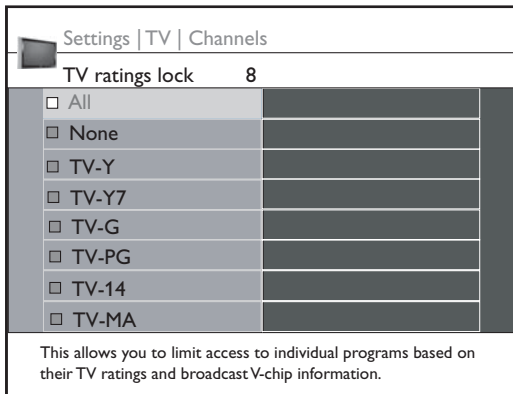 Settings | TV | Channels
TV ratings lock 8
All
None
TV-Y
TV-Y7
TV-G
TV-PG
TV-14
TV-MA
This allows you to limit access to individual programs based on
their TV ratings and broadcast V-chip information.